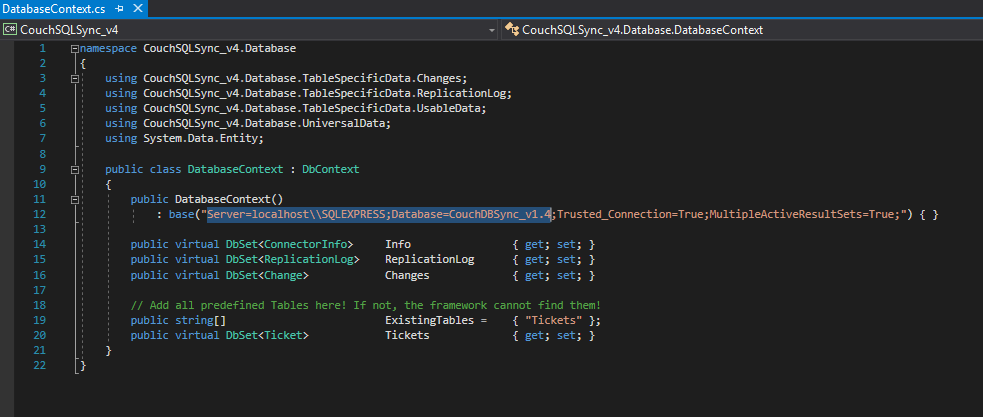 DatabaseContext.cs
C# CouchSQLSync_v4 CouchSQLSync_v4.Database.DatabaseContext
1 namespace CouchSQLSync_v4.Database
2 {
3 using CouchSQLSync_v4.Database.TableSpecificData.Changes;
4 using CouchSQLSync_v4.Database.TableSpecificData.ReplicationLog;
5 using CouchSQLSync_v4.Database.TableSpecificData.UsableData;
6 using CouchSQLSync_v4.Database.UniversalData;
7 using System.Data.Entity;
8
9 public class DatabaseContext : DbContext
10 {
11 public DatabaseContext()
12 : base("Server=localhost\\SQLEXPRESS;Database=CouchDBSync_v1.4;Trusted_Connection=True;MultipleActiveResultSets=True;") { }
13
14 public virtual DbSet<ConnectorInfo> Info { get; set; }
15 public virtual DbSet<ReplicationLog> ReplicationLog { get; set; }
16 public virtual DbSet<Change> Changes { get; set; }
17
18 // Add all predefined Tables here! If not, the framework cannot find them!
19 public string[] ExistingTables = { "Tickets" };
20 public virtual DbSet<Ticket> Tickets { get; set; }
21 }
22 }